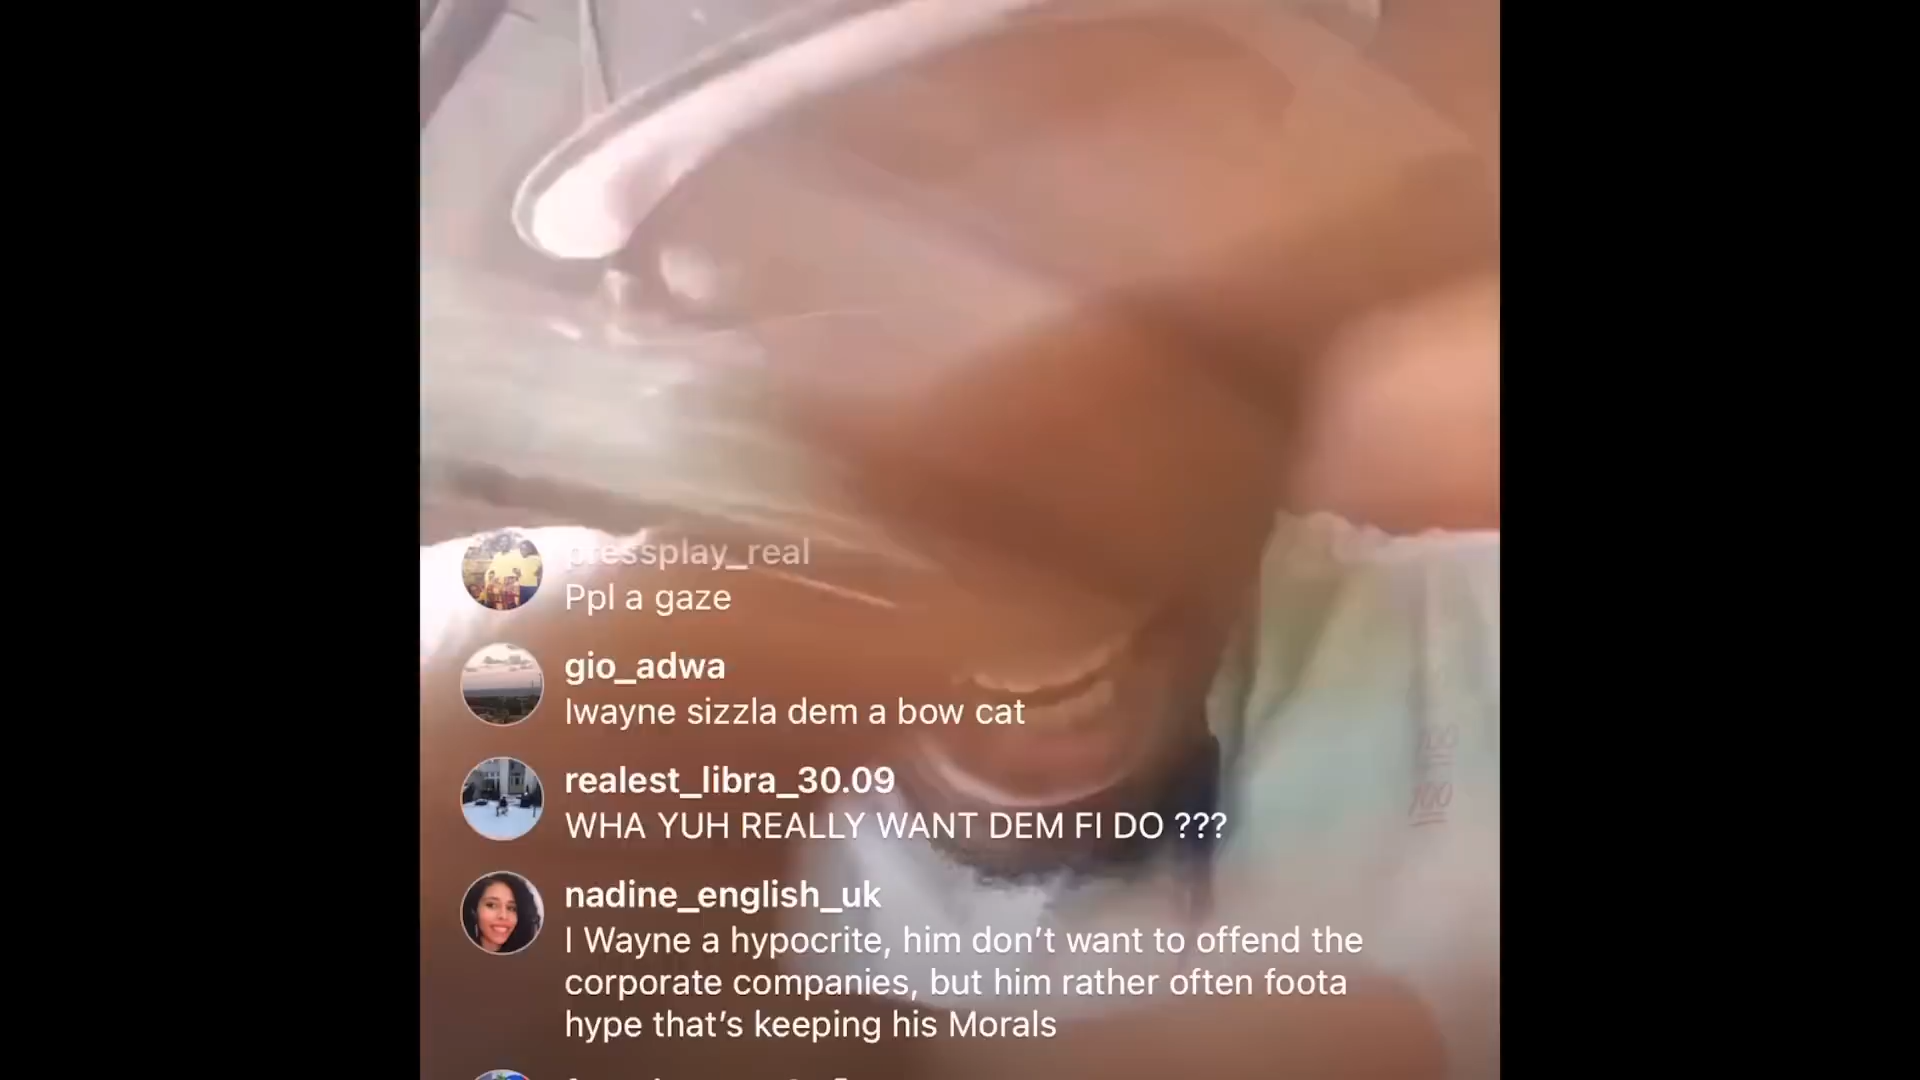 pressplay_real
Ppl a gaze
gio_adwa
Iwayne sizzla dem a bow cat
realest_libra_30.09
WHA YUH REALLY WANT DEM FI DO ???
nadine_english_uk
I Wayne a hypocrite, him don’t want to offend the
corporate companies, but him rather often foota
hype that’s keeping his Morals